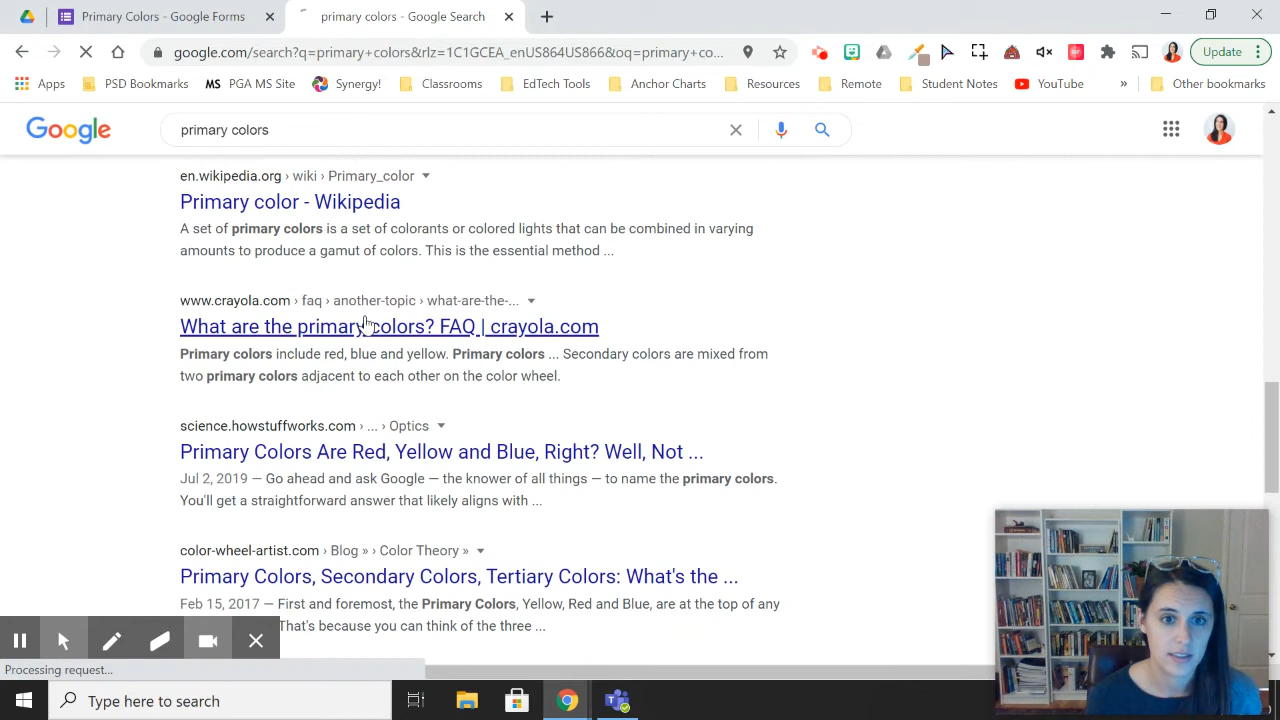 Primary Colors - Google Forms
primary colors - Google Search
google.com/search?q=primary+colors&rlz=1C1GCEA_enUS864US866&oq=primary+co...
Update
Apps
PSD Bookmarks
MS PGA MS Site
Synergy!
Classrooms
EdTech Tools
Anchor Charts
Resources
Remote
Student Notes
YouTube
»
Other bookmarks
Google
primary colors
en.wikipedia.org › wiki › Primary_color
Primary color - Wikipedia
A set of primary colors is a set of colorants or colored lights that can be combined in varying
amounts to produce a gamut of colors. This is the essential method ...
www.crayola.com › faq › another-topic › what-are-the-...
What are the primary colors? FAQ | crayola.com
Primary colors include red, blue and yellow. Primary colors ... Secondary colors are mixed from
two primary colors adjacent to each other on the color wheel.
science.howstuffworks.com › ... › Optics
Primary Colors Are Red, Yellow and Blue, Right? Well, Not ...
Jul 2, 2019 — Go ahead and ask Google — the knower of all things — to name the primary colors.
You'll get a straightforward answer that likely aligns with ...
color-wheel-artist.com › Blog » › Color Theory »
Primary Colors, Secondary Colors, Tertiary Colors: What's the ...
Feb 15, 2017 — First and foremost, the Primary Colors, Yellow, Red and Blue, are at the top of any
That's because you can think of the three ...
Processing request...
Type here to search